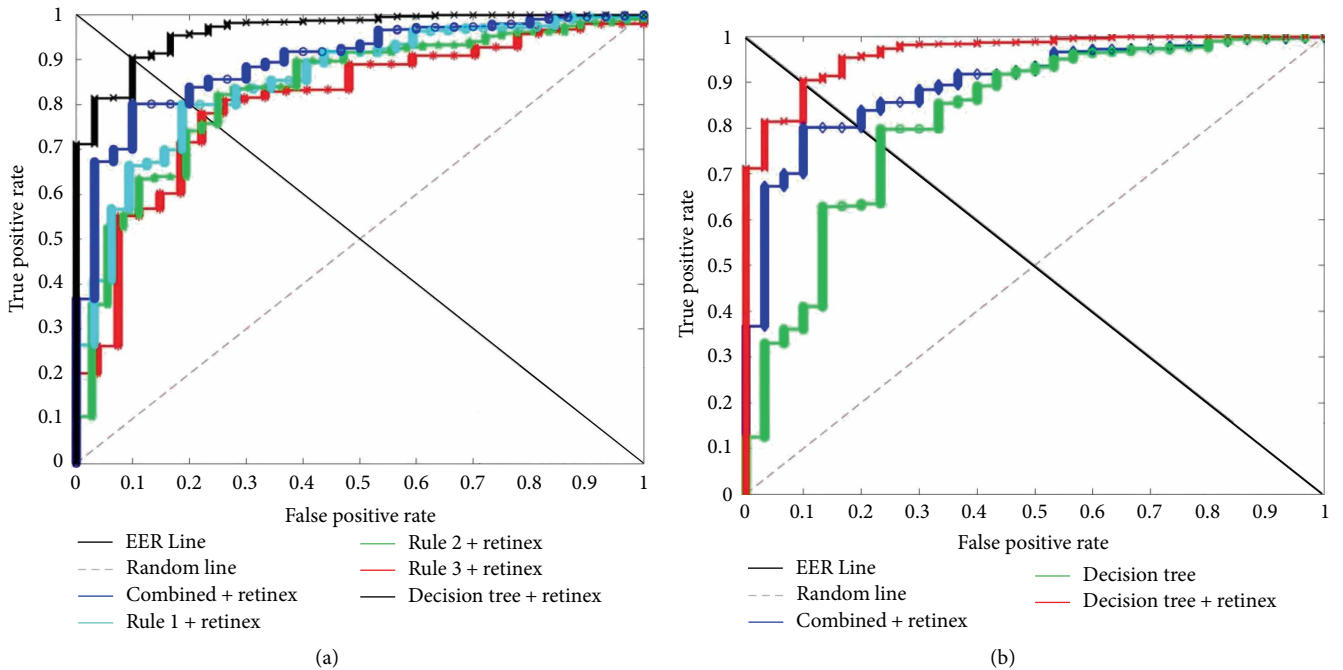 1
0.9
0.8
0.7
0.6
0.5
0.4
0.3
0.2
0.1
0
True positive rate
0 0.1 0.2 0.3 0.4 0.5 0.6 0.7 0.8 0.9 1
False positive rate
EER Line
Random line
Combined + retinex
Rule 1 + retinex
Rule 2 + retinex
Rule 3 + retinex
Decision tree + retinex
(a)
1
0.9
0.8
0.7
0.6
0.5
0.4
0.3
0.2
0.1
0
True positive rate
0 0.1 0.2 0.3 0.4 0.5 0.6 0.7 0.8 0.9 1
False positive rate
EER Line
Random line
Combined + retinex
Decision tree
Decision tree + retinex
(b)